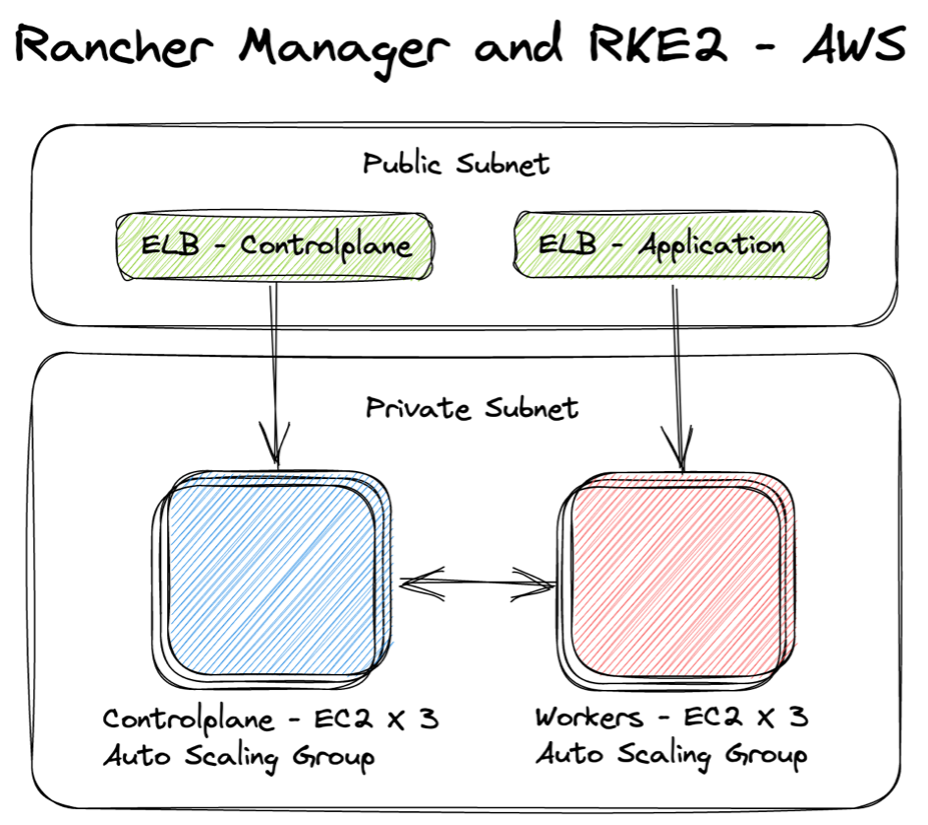 Rancher Manager and RKE2 - AWS
Public Subnet
ELB - Controlplane
ELB - Application
Private Subnet
Controlplane - EC2 X 3
Auto Scaling Group
Workers - EC2 X 3
Auto Scaling Group